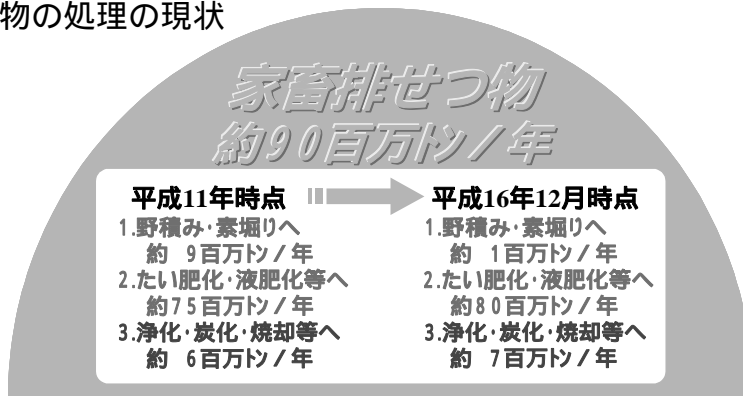 物の処理の現状
家畜排せつ物
約90百万トン/年
平成11年時点
平成16年12月時点
1.野積み・素掘りへ
約 9百万トン/年
2.たい肥化・液肥化等へ
約75百万トン/年
3.浄化・炭化・焼却等へ
約 6百万トン/年
1.野積み・素掘りへ
約 1百万トン/年
2.たい肥化・液肥化等へ
約80百万トン/年
3.浄化・炭化・焼却等へ
約 7百万トン/年